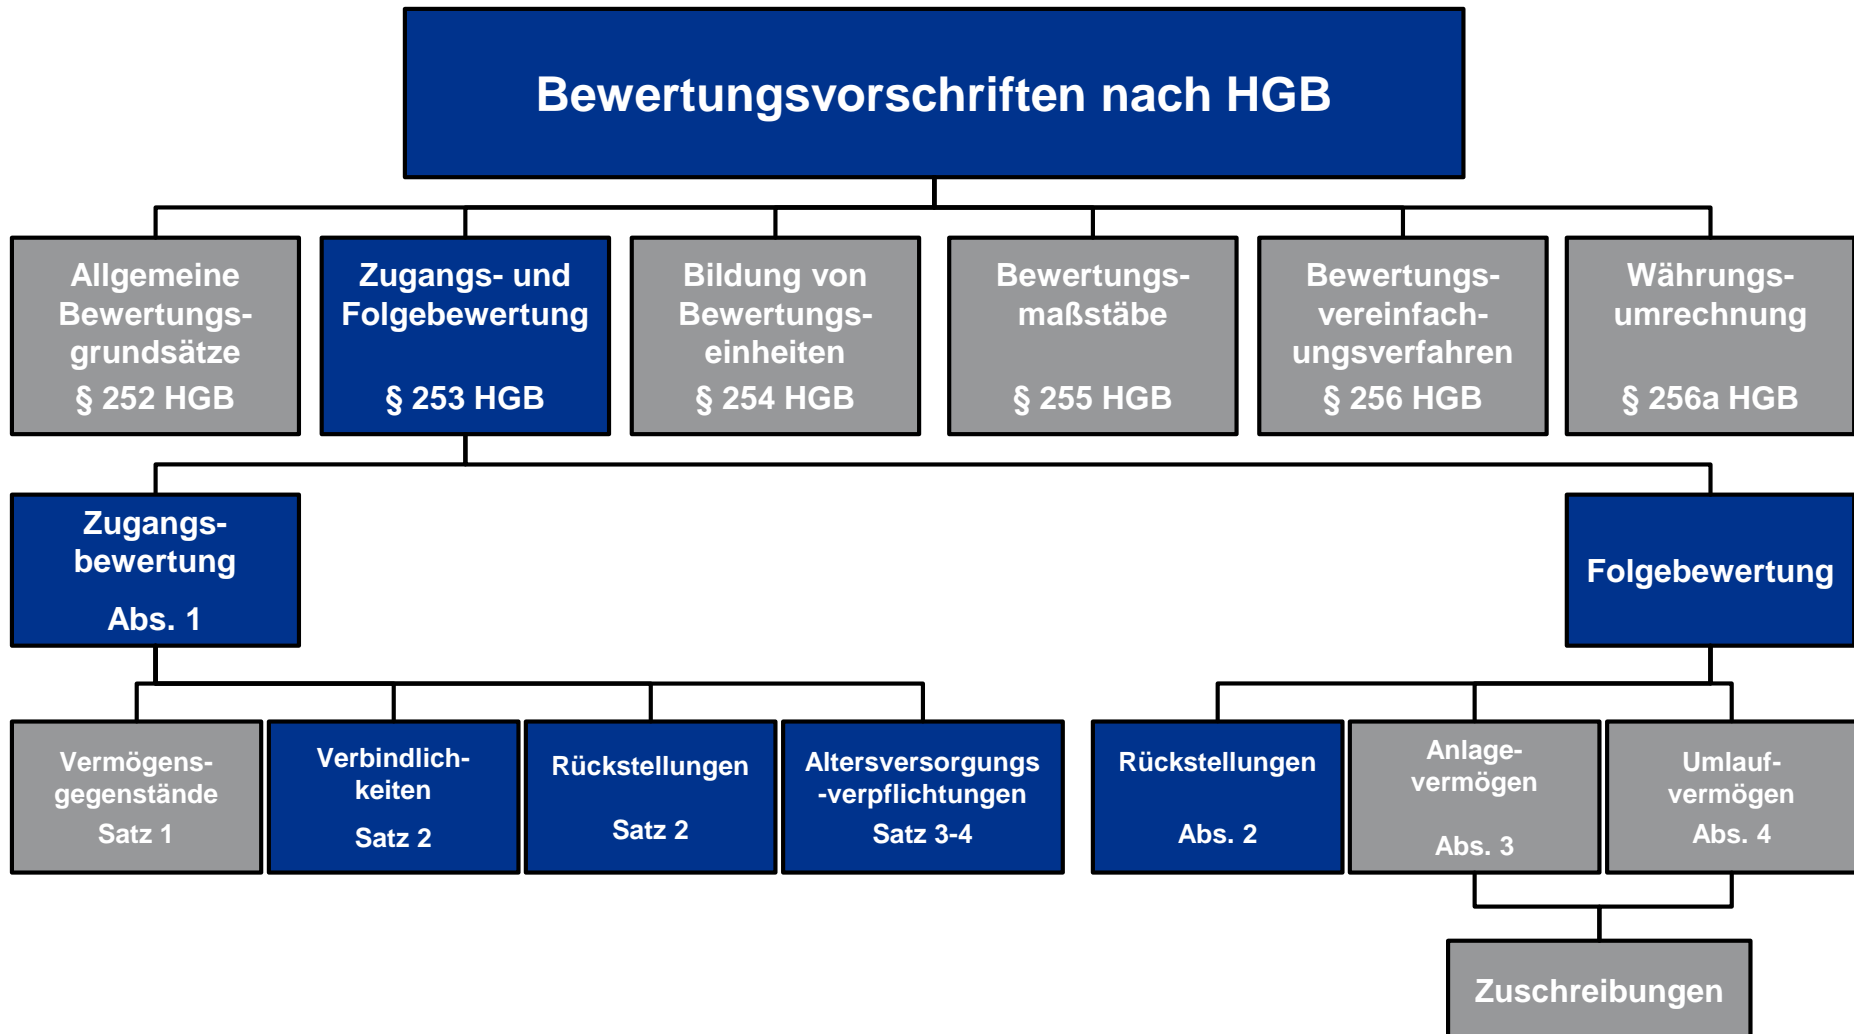 Bewertungsvorschriften nach HGB
Allgemeine
Bewertungs-
grundsätze
§ 252 HGB
Zugangs- und
Folgebewertung
§ 253 HGB
Bildung von
Bewertungs-
einheiten
§ 254 HGB
Bewertungs-
maßstäbe
§ 255 HGB
Bewertungs-
vereinfach-
ungsverfahren
§ 256 HGB
Währungs-
umrechnung
§ 256a HGB
Zugangs-
bewertung
Abs. 1
Folgebewertung
Vermögens-
gegenstände
Satz 1
Verbindlich-
keiten
Satz 2
Rückstellungen
Satz 2
Altersversorgungs
-verpflichtungen
Satz 3-4
Rückstellungen
Abs. 2
Anlage-
vermögen
Abs. 3
Umlauf-
vermögen
Abs. 4
Zuschreibungen